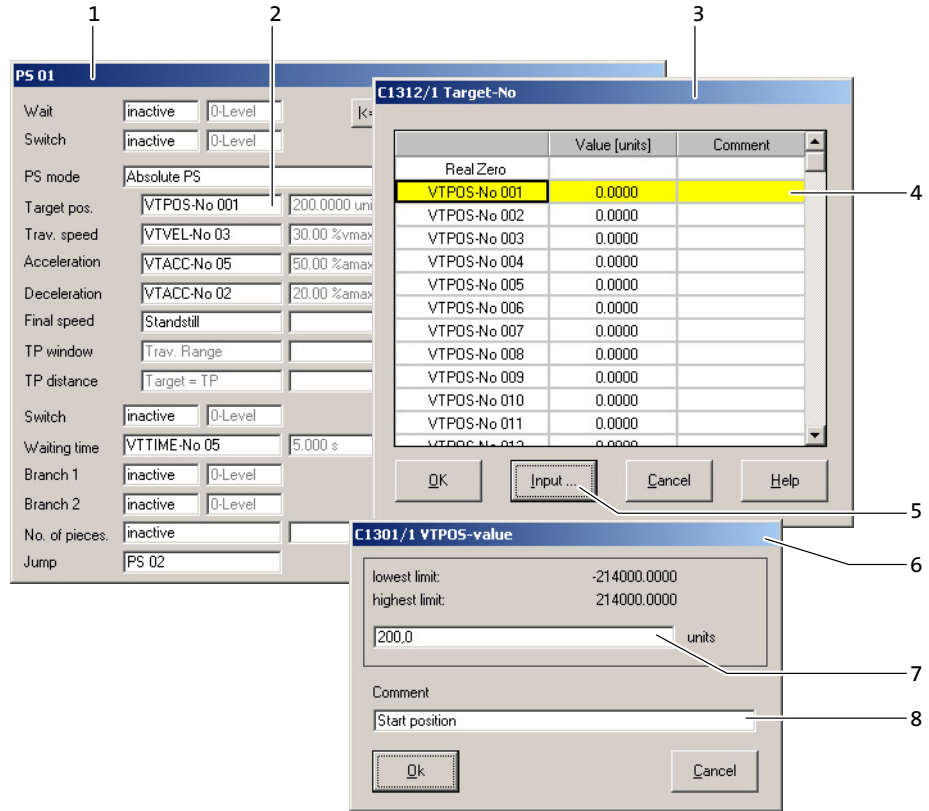 1 2 3
PS 01
Wait inactive 0-Level
Switch inactive 0-Level
PS mode Absolute PS
Target pos. VTPOS-No 001 200.0000
Trav. speed VTVEL-No 03 30.00
Acceleration VTACC-No 05 50.00
Deceleration VTACC-No 02 20.00
Final speed Standstill
TP window Trav. Range
TP distance Target = TP
Switch inactive 0-Level
Waiting time VTTIME-No 05 5.000 s
Branch 1 inactive 0-Level
Branch 2 inactive 0-Level
No. of pieces. inactive
Jump PS 02
C1312/1 Target-No
Value [units] Comment
Real Zero
VTPOS-No 001 0.0000
4
VTPOS-No 002 0.0000
VTPOS-No 003 0.0000
VTPOS-No 004 0.0000
VTPOS-No 005 0.0000
VTPOS-No 006 0.0000
VTPOS-No 007 0.0000
VTPOS-No 008 0.0000
VTPOS-No 009 0.0000
VTPOS-No 010 0.0000
VTPOS-No 011 0.0000
OK Input ... Cancel Help
5
C1301/1 VTPOS-value
6
lowest limit: -214000.0000
highest limit: 214000.0000
200,0 units
7
Comment
Start position
8
Ok Cancel